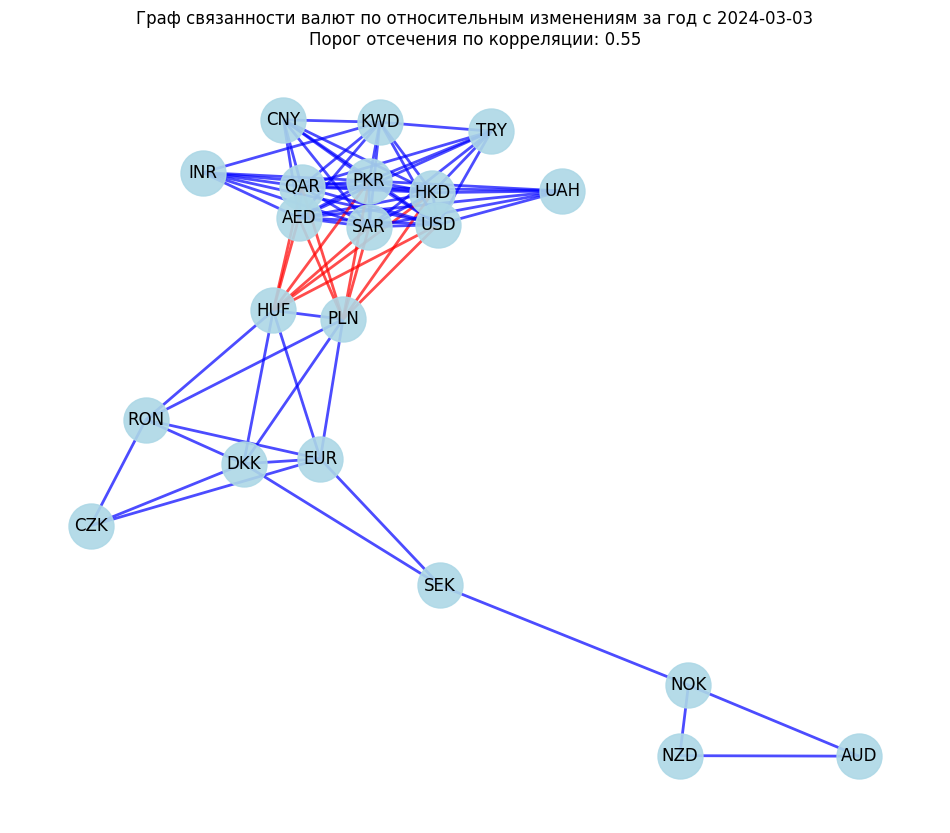 Граф связанности валют по относительным изменениям за год с 2024-03-03
Порог отсечения по корреляции: 0.55
CNY
KWD
TRY
INR
QAR
PKR
HKD
UAH
AED
SAR
USD
HUF
PLN
RON
DKK
EUR
CZK
SEK
NOK
NZD
AUD